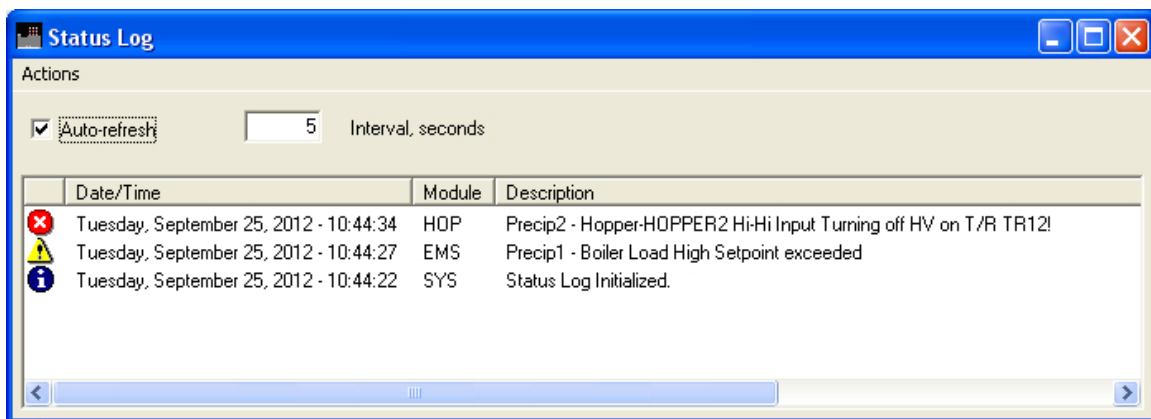 Status Log
Actions
Auto-refresh 5 Interval, seconds
Date/Time Module Description
Tuesday, September 25, 2012 - 10:44:34 HOP Precip2 - Hopper-HOPPER2 Hi-Hi Input Turning off HV on T/R TR12!
Tuesday, September 25, 2012 - 10:44:27 EMS Precip1 - Boiler Load High Setpoint exceeded
Tuesday, September 25, 2012 - 10:44:22 SYS Status Log Initialized.